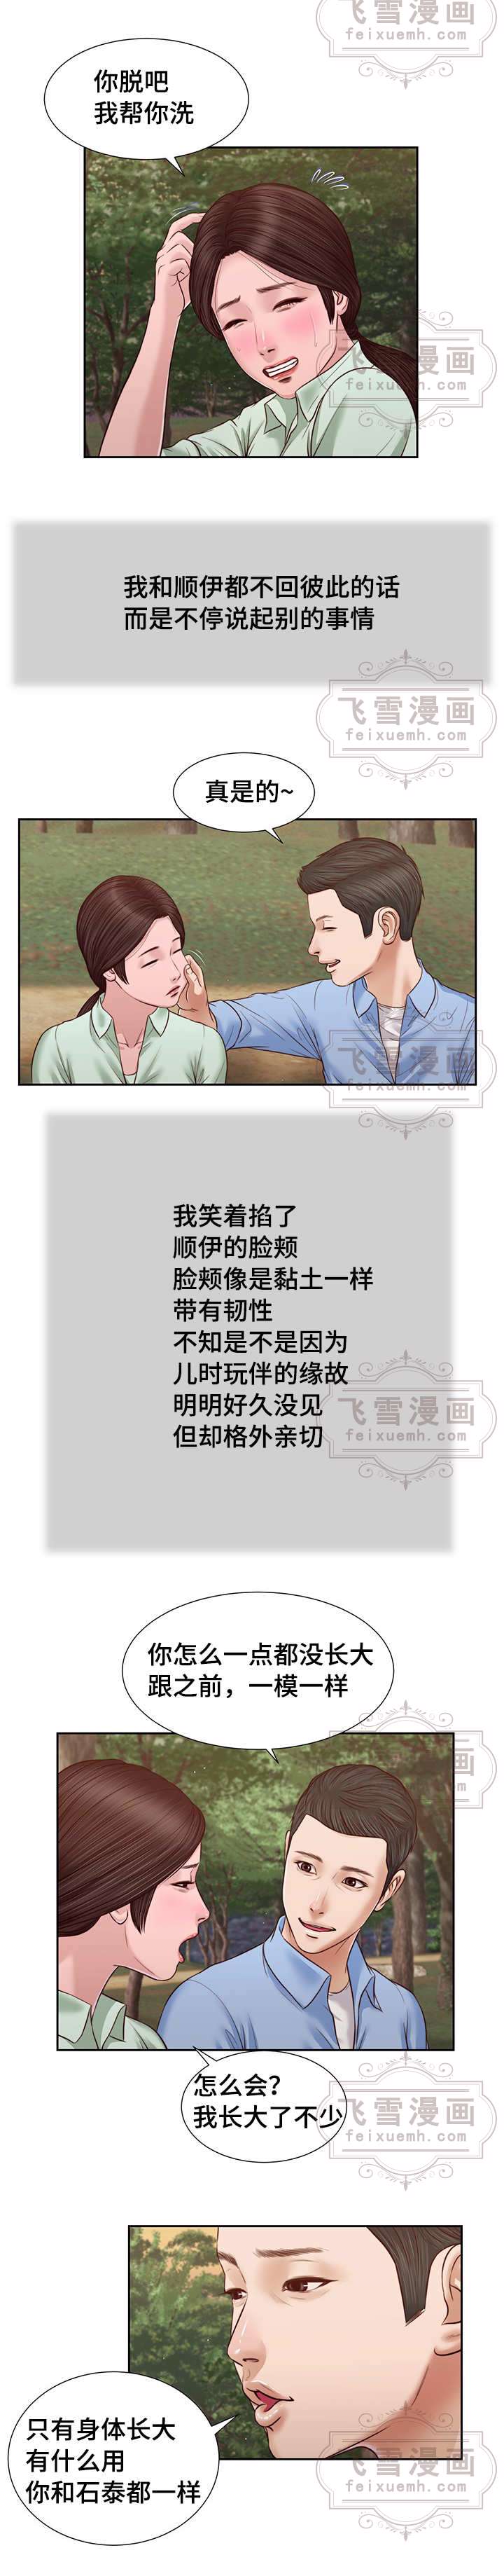 飞雪漫画
feixuemh.com
你脱吧
我帮你洗
飞雪漫画
feixuemh.com
我和顺伊都不回彼此的话
而是不停说起别的事情
飞雪漫画
feixuemh.com
真是的~
飞雪漫画
feixuemh.com
我笑着掐了
顺伊的脸颊
脸颊像是黏土一样
带有韧性
不知是不是因为
儿时玩伴的缘故
明明好久没见
但却格外亲切
飞雪漫画
feixuemh.com
你怎么一点都没长大
跟之前，一模一样
飞雪漫画
feixuemh.com
怎么会？
我长大了不少
飞雪漫画
feixuemh.com
只有身体长大
有什么用
你和石泰都一样
飞雪漫画
feixuemh.com